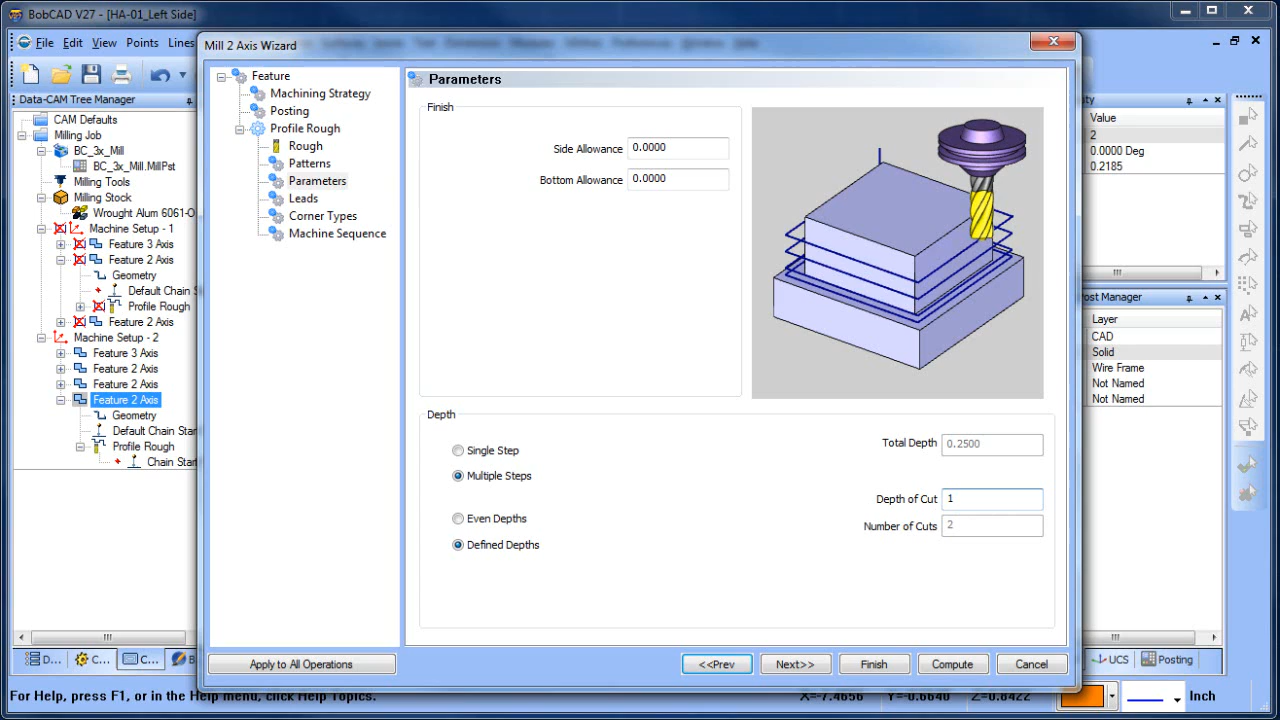 BobCAD V27 - [HA-01_Left Side]
File Edit View Points Lines
Data-CAM Tree Manager
CAM Defaults
Milling Job
BC_3x_Mill
BC_3x_Mill.MillPst
Milling Tools
Milling Stock
Wrought Alum 6061-O
Machine Setup - 1
Feature 3 Axis
Feature 2 Axis
Geometry
Default Chain Star
Profile Rough
Feature 2 Axis
Machine Setup - 2
Feature 3 Axis
Feature 2 Axis
Feature 2 Axis
Feature 2 Axis
Geometry
Default Chain Star
Profile Rough
Chain Star
D... C... C... B
Mill 2 Axis Wizard
Feature
Machining Strategy
Posting
Profile Rough
Rough
Patterns
Parameters
Leads
Corner Types
Machine Sequence
Parameters
Finish
Side Allowance 0.0000
Bottom Allowance 0.0000
Depth
Single Step
Multiple Steps
Even Depths
Defined Depths
Total Depth 0.2500
Depth of Cut 1
Number of Cuts 2
Apply to All Operations
<<Prev Next>> Finish Compute Cancel
ty
Value
2
0.0000 Deg
0.2185
ost Manager
Layer
CAD
Solid
Wire Frame
Not Named
Not Named
UCS Posting
For Help, press F1, or in the Help menu, click Help Topics.
X=-7.4656 Y=-0.6640 Z=0.8422 Inch